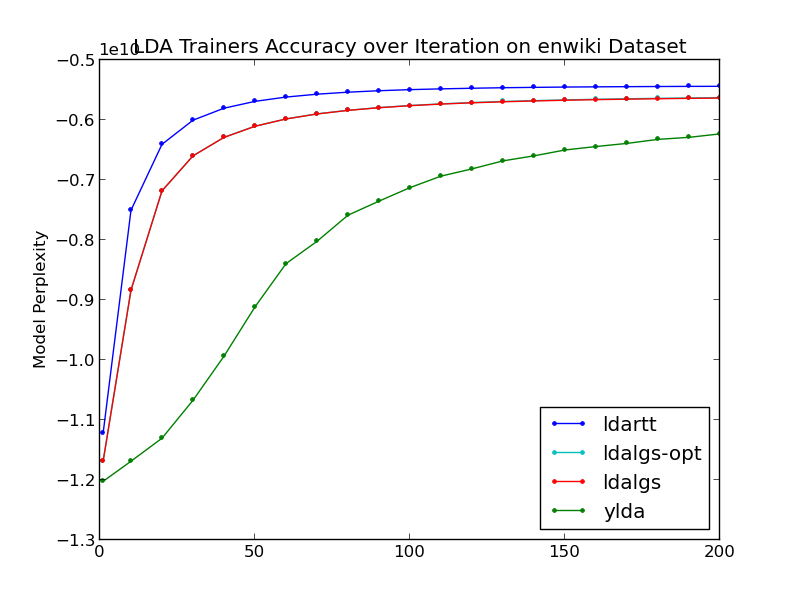 1e10
LDA Trainers Accuracy over Iteration on enwiki Dataset
−0.5
−0.6
−0.7
−0.8
−0.9
−1.0
−1.1
−1.2
−1.3
Model Perplexity
ldartt
ldalgs-opt
ldalgs
ylda
0
50
100
150
200